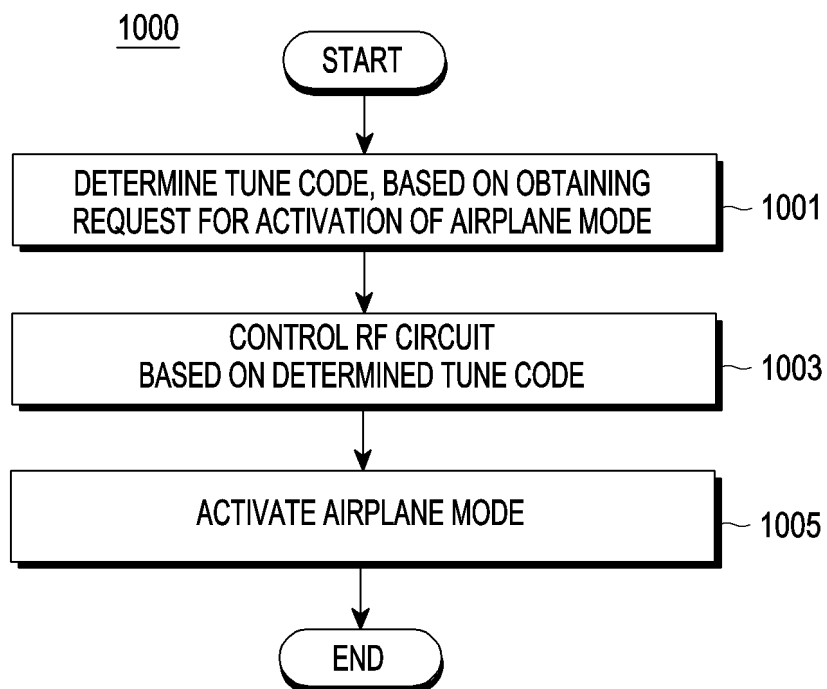 1000
START
DETERMINE TUNE CODE, BASED ON OBTAINING
REQUEST FOR ACTIVATION OF AIRPLANE MODE
1001
CONTROL RF CIRCUIT
BASED ON DETERMINED TUNE CODE
1003
ACTIVATE AIRPLANE MODE
1005
END